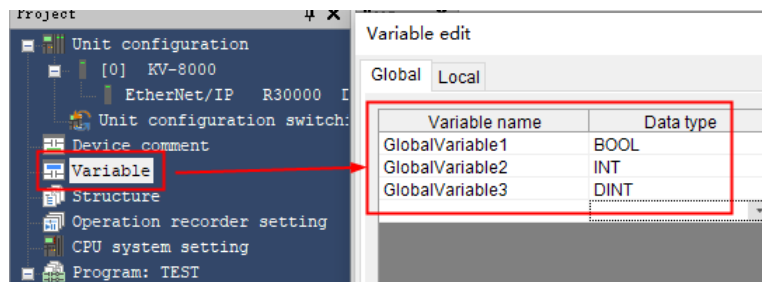 Project
Unit configuration
[0] KV-8000
EtherNet/IP R30000
Unit configuration switch
Device comment
Variable
Structure
Operation recorder setting
CPU system setting
Program: TEST
Variable edit
Global Local
Variable name Data type
GlobalVariable1 BOOL
GlobalVariable2 INT
GlobalVariable3 DINT